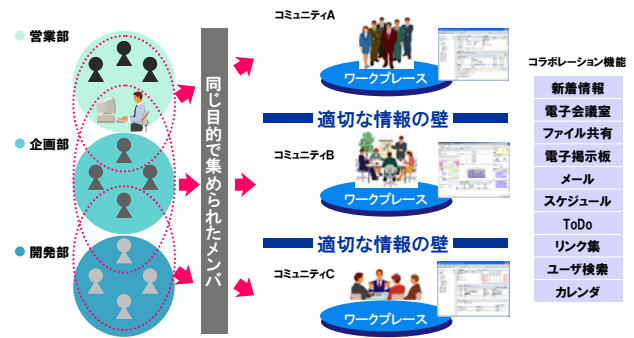 営業部
企画部
開発部
同じ目的で集められたメンバ
コミュニティA
ワークプレース
適切な情報の壁
コミュニティB
ワークプレース
適切な情報の壁
コミュニティC
ワークプレース
コラボレーション機能
新着情報
電子会議室
ファイル共有
電子掲示板
メール
スケジュール
ToDo
リンク集
ユーザ検索
カレンダ